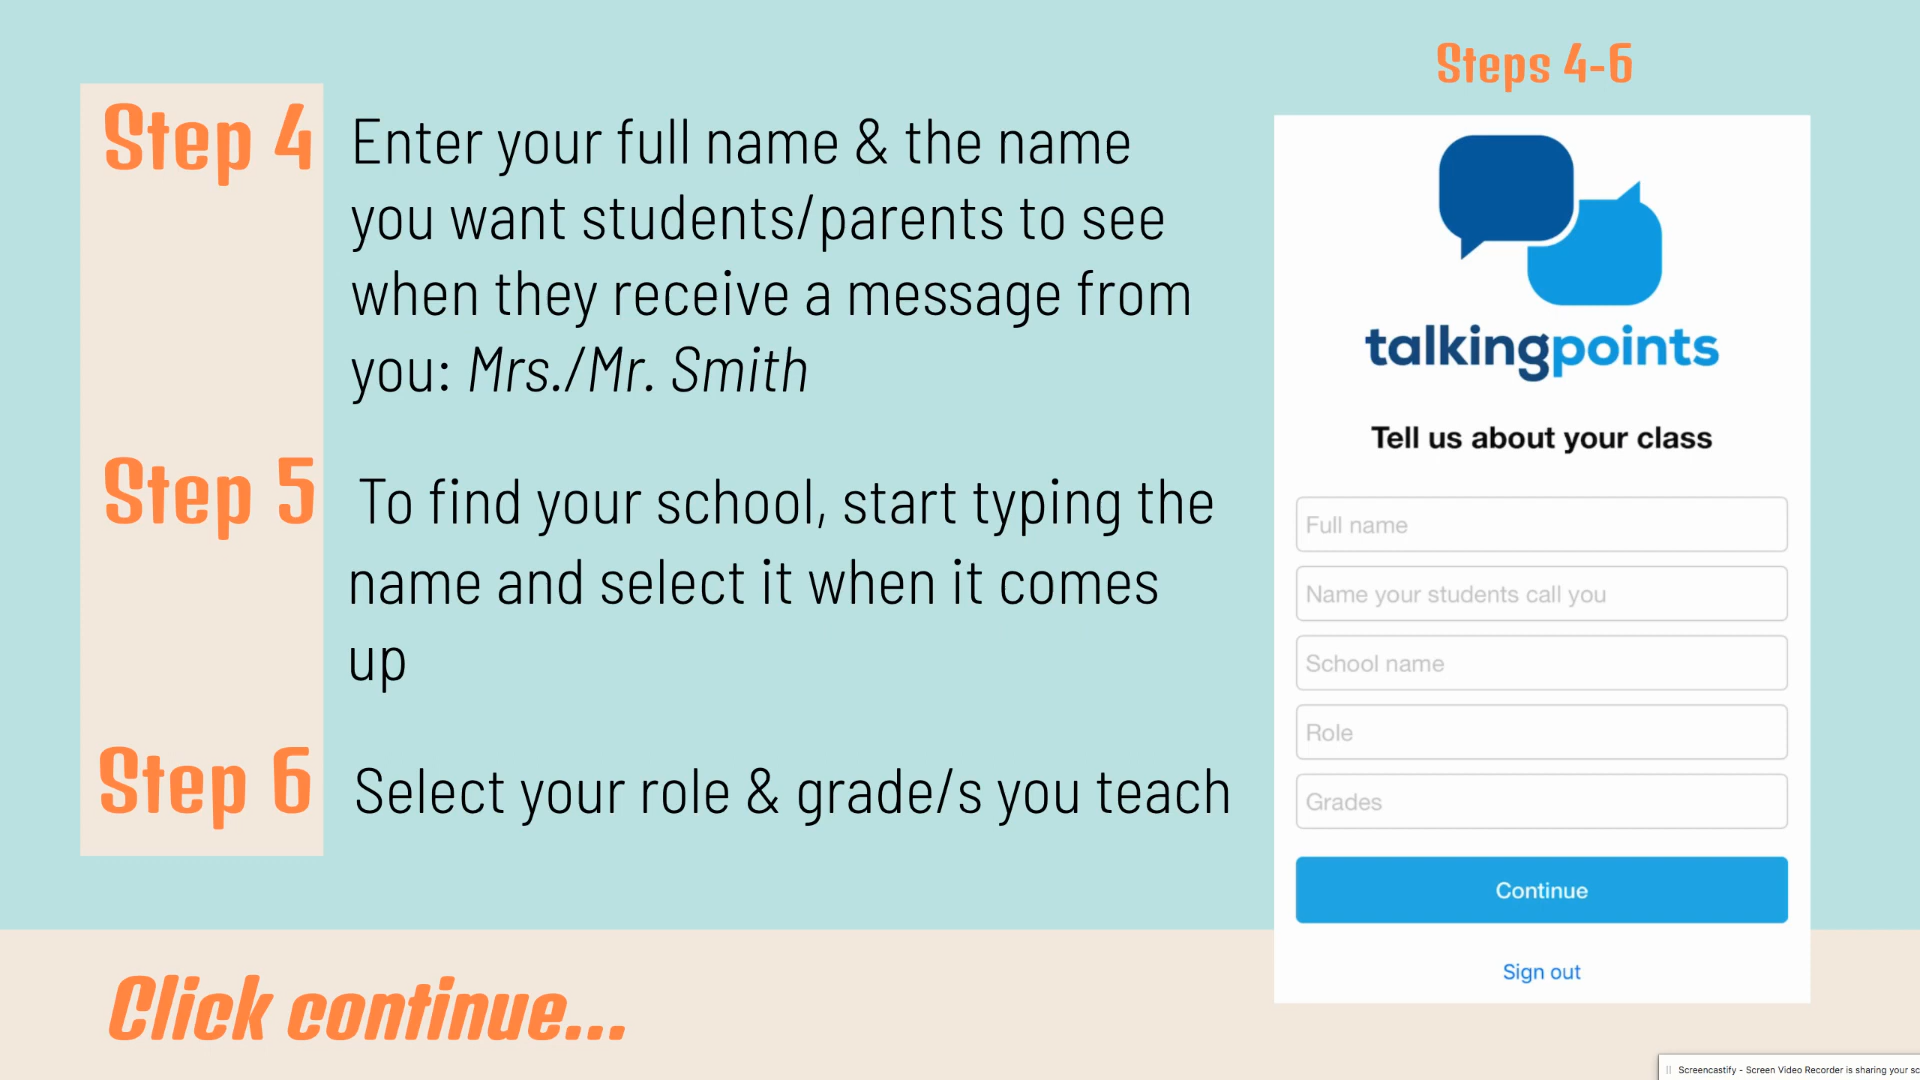 Steps 4-6
Step 4
Enter your full name & the name
you want students/parents to see
when they receive a message from
you: Mrs./Mr. Smith
Step 5
To find your school, start typing the
name and select it when it comes
up
Step 6
Select your role & grade/s you teach
Click continue...
talkingpoints
Tell us about your class
Full name
Name your students call you
School name
Role
Grades
Continue
Sign out
Screencastify - Screen Video Recorder is sharing your sc